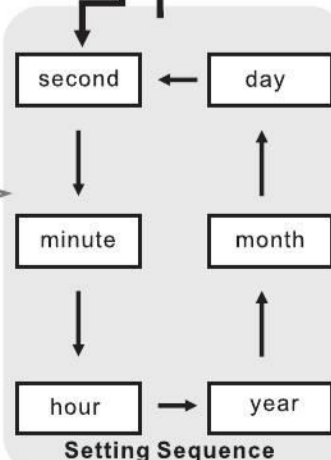 second
day
minute
month
hour
year
Setting Sequence